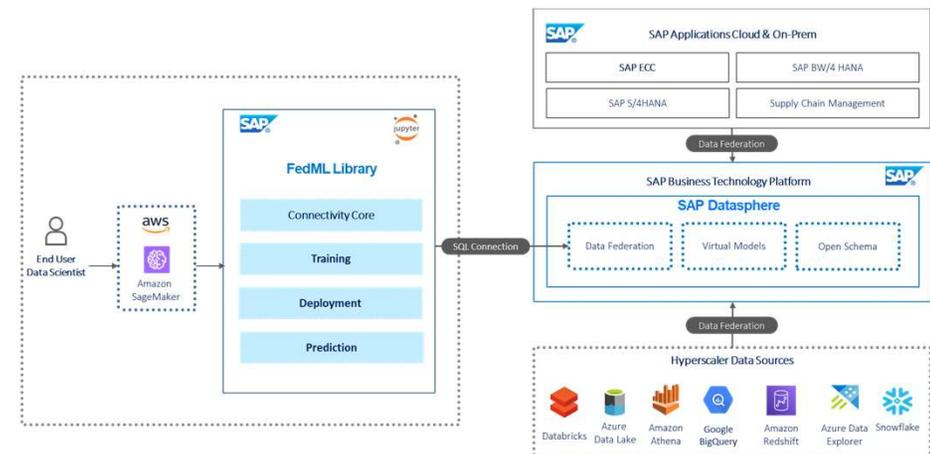 SAP
SAP Applications Cloud & On-Prem
SAP ECC
SAP BW/4 HANA
SAP S/4HANA
Supply Chain Management
Data Federation
SAP Business Technology Platform
SAP
SAP Datasphere
Data Federation
Virtual Models
Open Schema
SAP
jupyter
FedML Library
Connectivity Core
Training
Deployment
Prediction
SQL Connection
End User
Data Scientist
aws
Amazon
SageMaker
Data Federation
Hyperscaler Data Sources
Databricks
Azure
Data Lake
Amazon
Athena
Google
BigQuery
Amazon
Redshift
Azure Data
Explorer
Snowflake